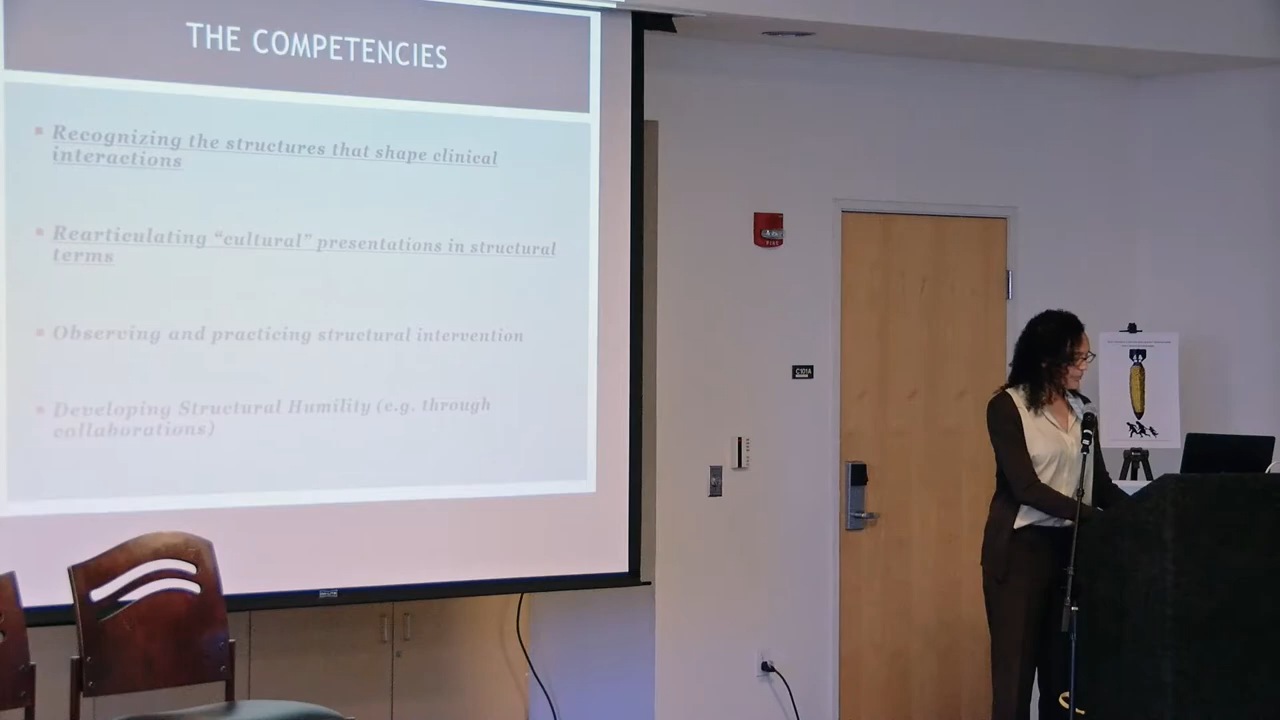 THE COMPETENCIES
Recognizing the structures that shape clinical
interactions
Rearticulating “cultural” presentations in structural
terms
Observing and practicing structural intervention
Developing Structural Humility (e.g. through
collaborations)
FIRE
C101A